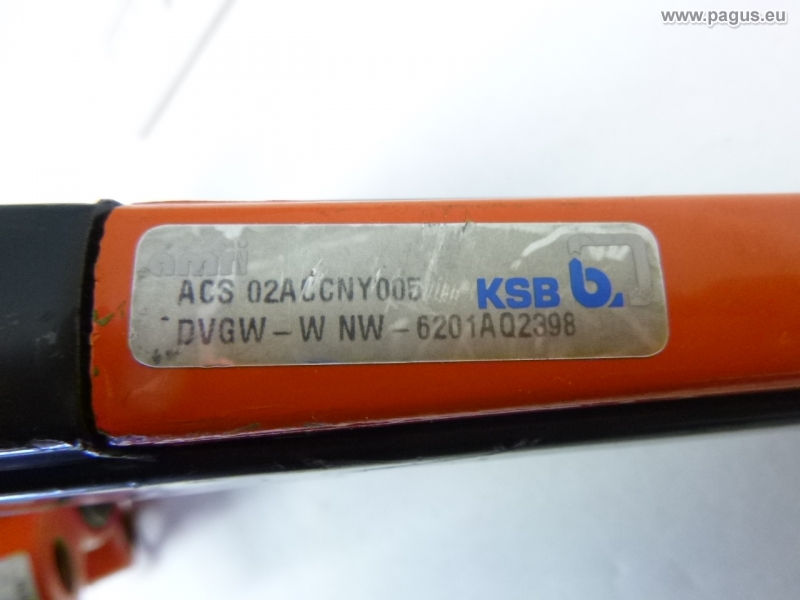 www.pagus.eu
amri
ACS 02ACCNY005
KSB b.
DVGW-W NW-6201AQ2398